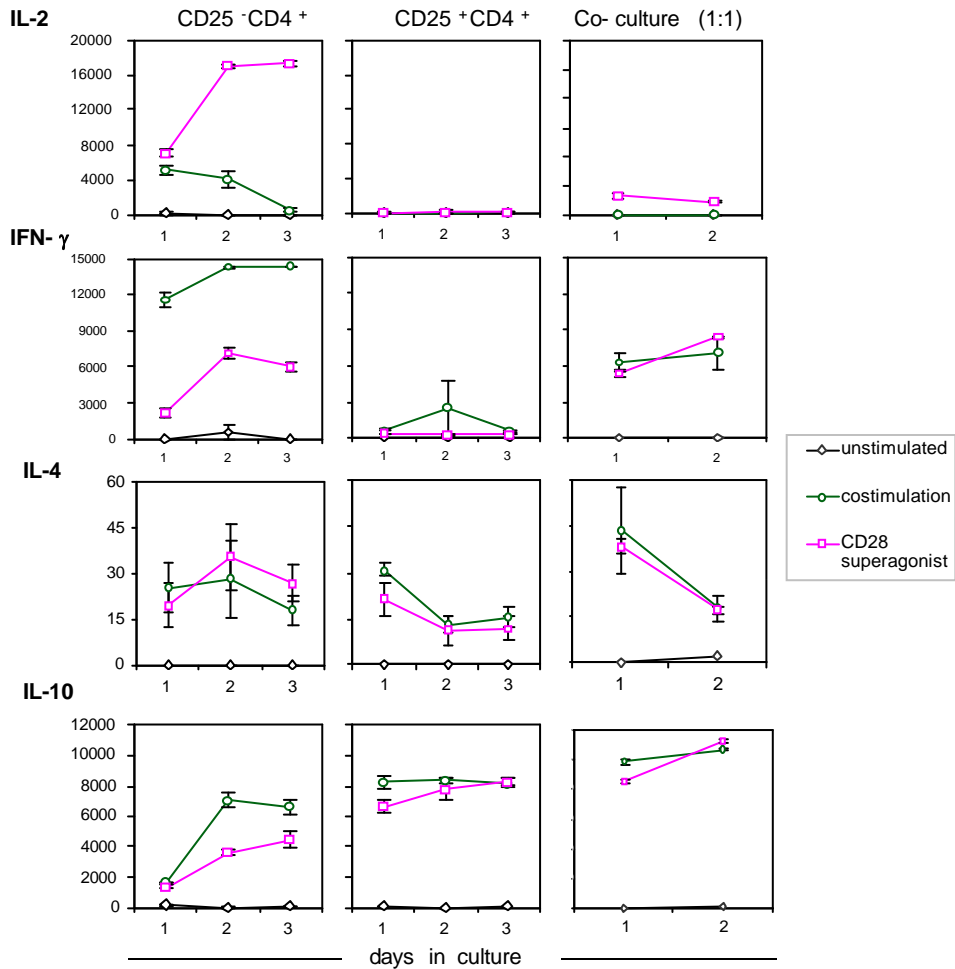 IL-2 CD25 - CD4 + CD25 + CD4 + Co- culture (1:1)
20000
16000
12000
8000
4000
0
1 2 3 1 2 3 1 2
IFN- γ
15000
12000
9000
6000
3000
0
1 2 3 1 2 3 1 2
unstimulated
costimulation
CD28
superagonist
IL-4
60
45
30
15
0
1 2 3 1 2 3 1 2
IL-10
12000
10000
8000
6000
4000
2000
0
1 2 3 1 2 3 1 2
days in culture